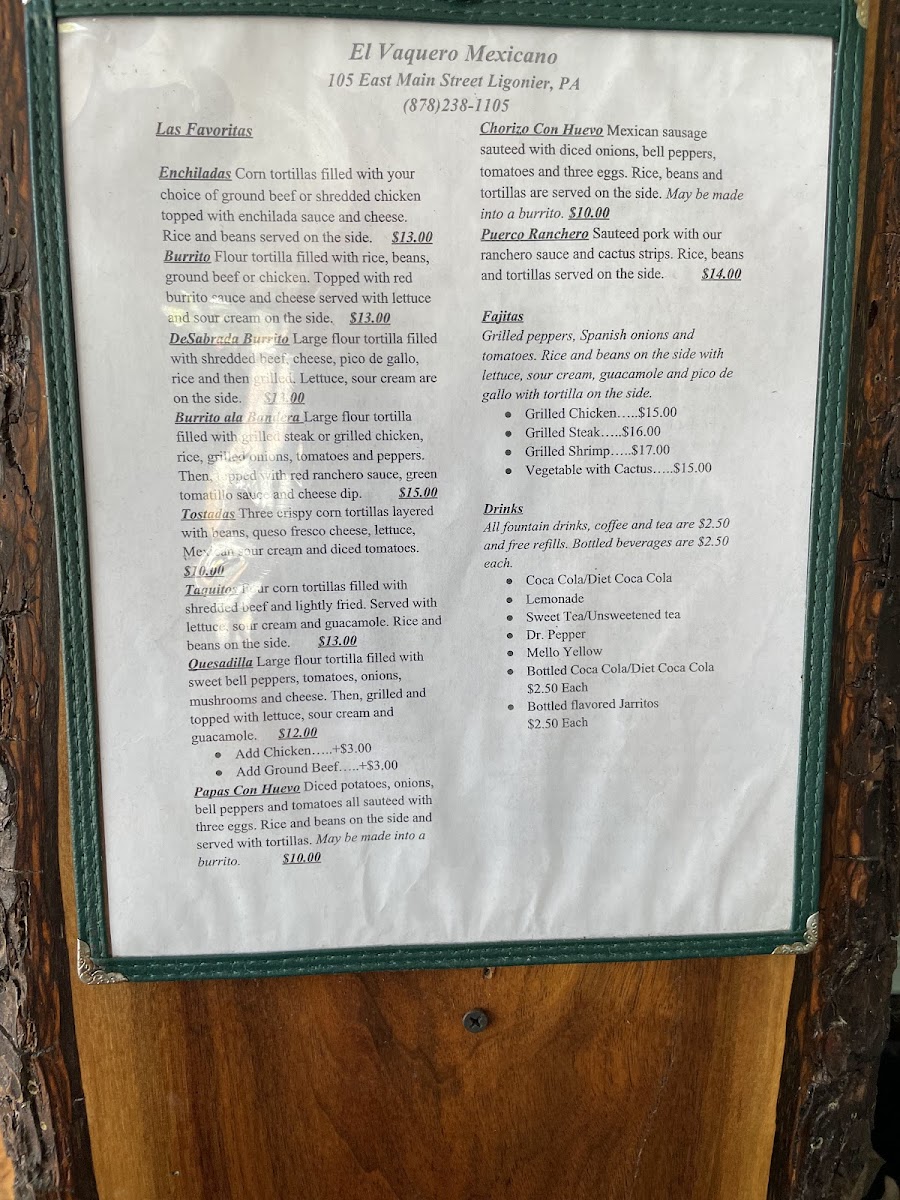 El Vaquero Mexicano
105 East Main Street Ligonier, PA
(878)238-1105
Las Favoritas
Enchiladas Corn tortillas filled with your
choice of ground beef or shredded chicken
topped with enchilada sauce and cheese.
Rice and beans served on the side. $13.00
Burrito Flour tortilla filled with rice, beans,
ground beef or chicken. Topped with red
burrito sauce and cheese served with lettuce
and sour cream on the side. $13.00
DeSabrada Burrito Large flour tortilla filled
with shredded beef, cheese, pico de gallo,
rice and then grilled. Lettuce, sour cream are
on the side. $13.00
Burrito ala Bandera Large flour tortilla
filled with grilled steak or grilled chicken,
rice, grilled onions, tomatoes and peppers.
Then, topped with red ranchero sauce, green
tomatillo sauce and cheese dip. $15.00
Tostadas Three crispy corn tortillas layered
with beans, queso fresco cheese, lettuce,
Mexican sour cream and diced tomatoes.
$10.00
Taquitos Four corn tortillas filled with
shredded beef and lightly fried. Served with
lettuce, sour cream and guacamole. Rice and
beans on the side. $13.00
Quesadilla Large flour tortilla filled with
sweet bell peppers, tomatoes, onions,
mushrooms and cheese. Then, grilled and
topped with lettuce, sour cream and
guacamole. $12.00
• Add Chicken…..+$3.00
• Add Ground Beef…..+$3.00
Papas Con Huevo Diced potatoes, onions,
bell peppers and tomatoes all sauteed with
three eggs. Rice and beans on the side and
served with tortillas. May be made into a
burrito. $10.00
Chorizo Con Huevo Mexican sausage
sauteed with diced onions, bell peppers,
tomatoes and three eggs. Rice, beans and
tortillas are served on the side. May be made
into a burrito. $10.00
Puerco Ranchero Sauteed pork with our
ranchero sauce and cactus strips. Rice, beans
and tortillas served on the side. $14.00
Fajitas
Grilled peppers, Spanish onions and
tomatoes. Rice and beans on the side with
lettuce, sour cream, guacamole and pico de
gallo with tortilla on the side.
• Grilled Chicken…..$15.00
• Grilled Steak…..$16.00
• Grilled Shrimp…..$17.00
• Vegetable with Cactus…..$15.00
Drinks
All fountain drinks, coffee and tea are $2.50
and free refills. Bottled beverages are $2.50
each.
• Coca Cola/Diet Coca Cola
• Lemonade
• Sweet Tea/Unsweetened tea
• Dr. Pepper
• Mello Yellow
• Bottled Coca Cola/Diet Coca Cola
$2.50 Each
• Bottled flavored Jarritos
$2.50 Each